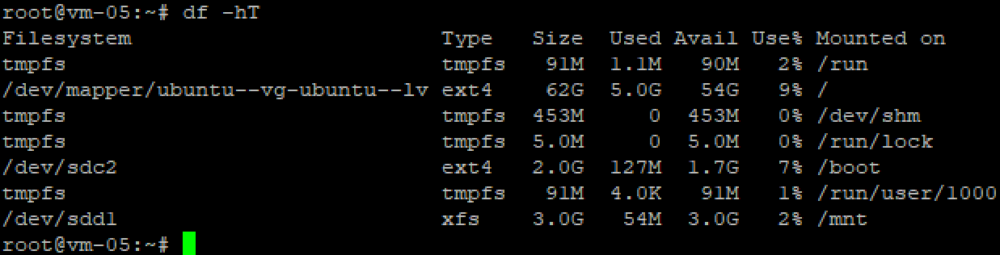 root@vm-05:~# df -hT
Filesystem                        Type   Size  Used Avail Use% Mounted on
tmpfs                             tmpfs   91M  1.1M   90M   2% /run
/dev/mapper/ubuntu--vg-ubuntu--lv ext4    62G  5.0G   54G   9% /
tmpfs                             tmpfs  453M     0  453M   0% /dev/shm
tmpfs                             tmpfs  5.0M     0  5.0M   0% /run/lock
/dev/sdc2                         ext4   2.0G  127M  1.7G   7% /boot
tmpfs                             tmpfs   91M  4.0K   91M   1% /run/user/1000
/dev/sdd1                         xfs    3.0G   54M  3.0G   2% /mnt
root@vm-05:~#